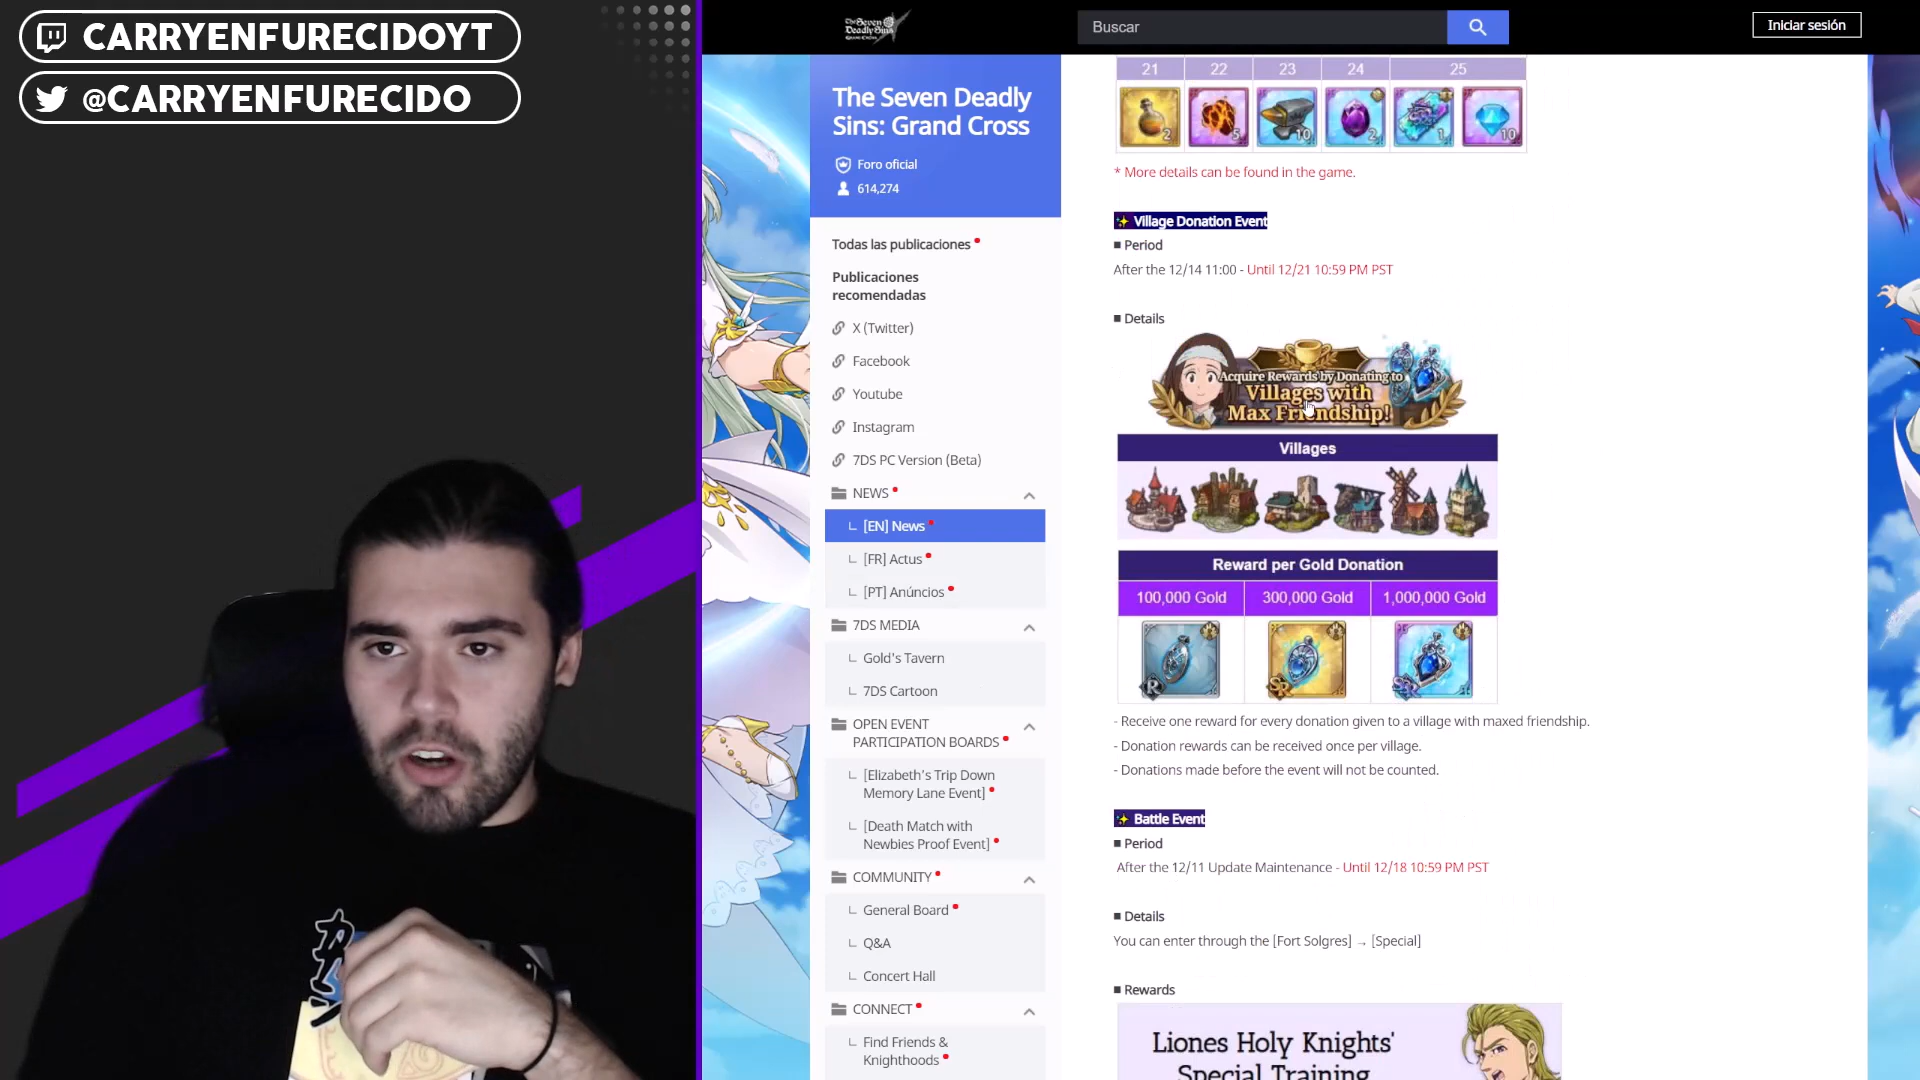 CARRYENFURECIDOYT
@CARRYENFURECIDO
The Seven
Deadly Sins
GRAND CROSS
Buscar
Iniciar sesión
The Seven Deadly
Sins: Grand Cross
Foro oficial
614,274
Todas las publicaciones
Publicaciones
recomendadas
X (Twitter)
Facebook
Youtube
Instagram
7DS PC Version (Beta)
NEWS
[EN] News
[FR] Actus
[PT] Anúncios
7DS MEDIA
Gold's Tavern
7DS Cartoon
OPEN EVENT
PARTICIPATION BOARDS
[Elizabeth's Trip Down
Memory Lane Event]
[Death Match with
Newbies Proof Event]
COMMUNITY
General Board
Q&A
Concert Hall
CONNECT
Find Friends &
Knighthoods
21 22 23 24 25
2 5 10 2 1 10
* More details can be found in the game.
Village Donation Event
■ Period
After the 12/14 11:00 - Until 12/21 10:59 PM PST
■ Details
Acquire Rewards by Donating to
Villages with
Max Friendship!
Villages
Reward per Gold Donation
100,000 Gold 300,000 Gold 1,000,000 Gold
R SR SR
- Receive one reward for every donation given to a village with maxed friendship.
- Donation rewards can be received once per village.
- Donations made before the event will not be counted.
Battle Event
■ Period
After the 12/11 Update Maintenance - Until 12/18 10:59 PM PST
■ Details
You can enter through the [Fort Solgres] → [Special]
■ Rewards
Liones Holy Knights'
Special Training